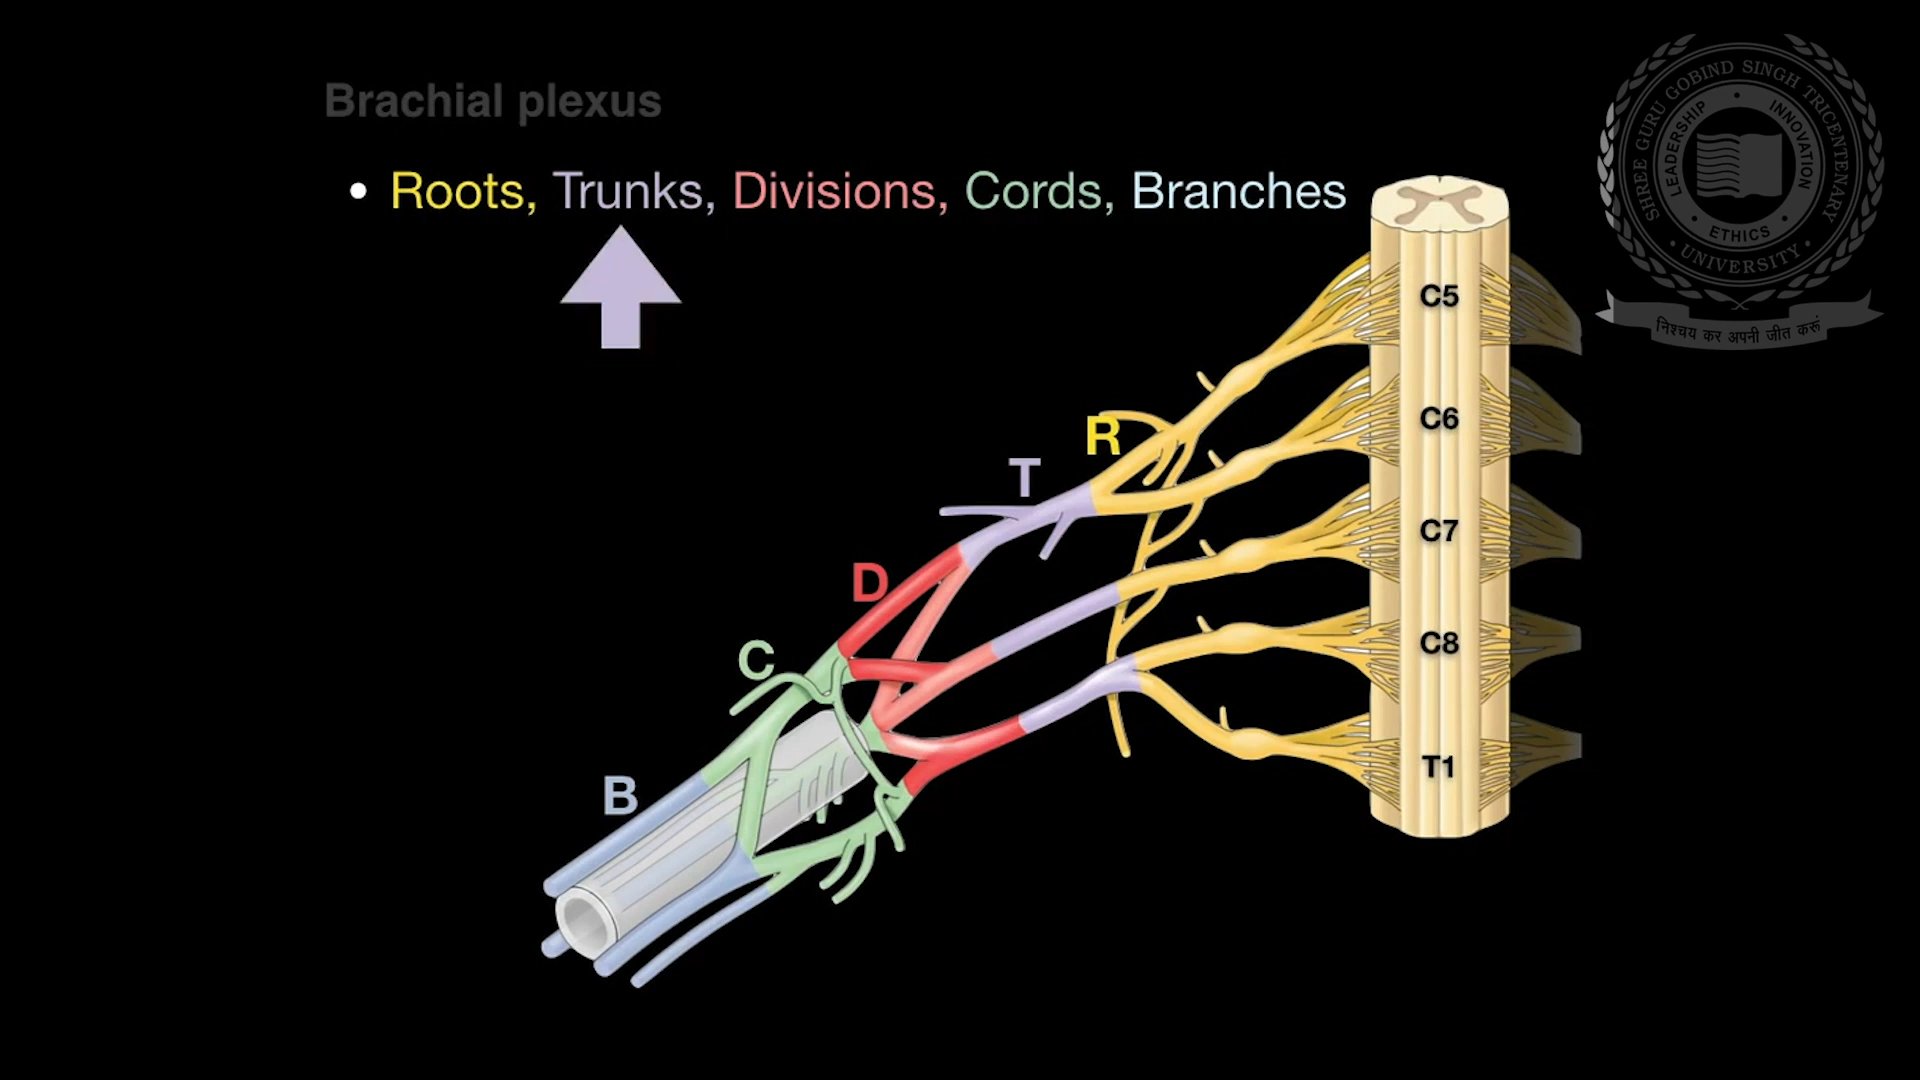 Brachial plexus
• Roots, Trunks, Divisions, Cords, Branches
SHREE GURU GOBIND SINGH TRICENTENARY
• UNIVERSITY •
LEADERSHIP • INNOVATION • ETHICS •
निश्चय कर अपनी जीत करूं
C5
C6
R
T
C7
D
C8
C
T1
B